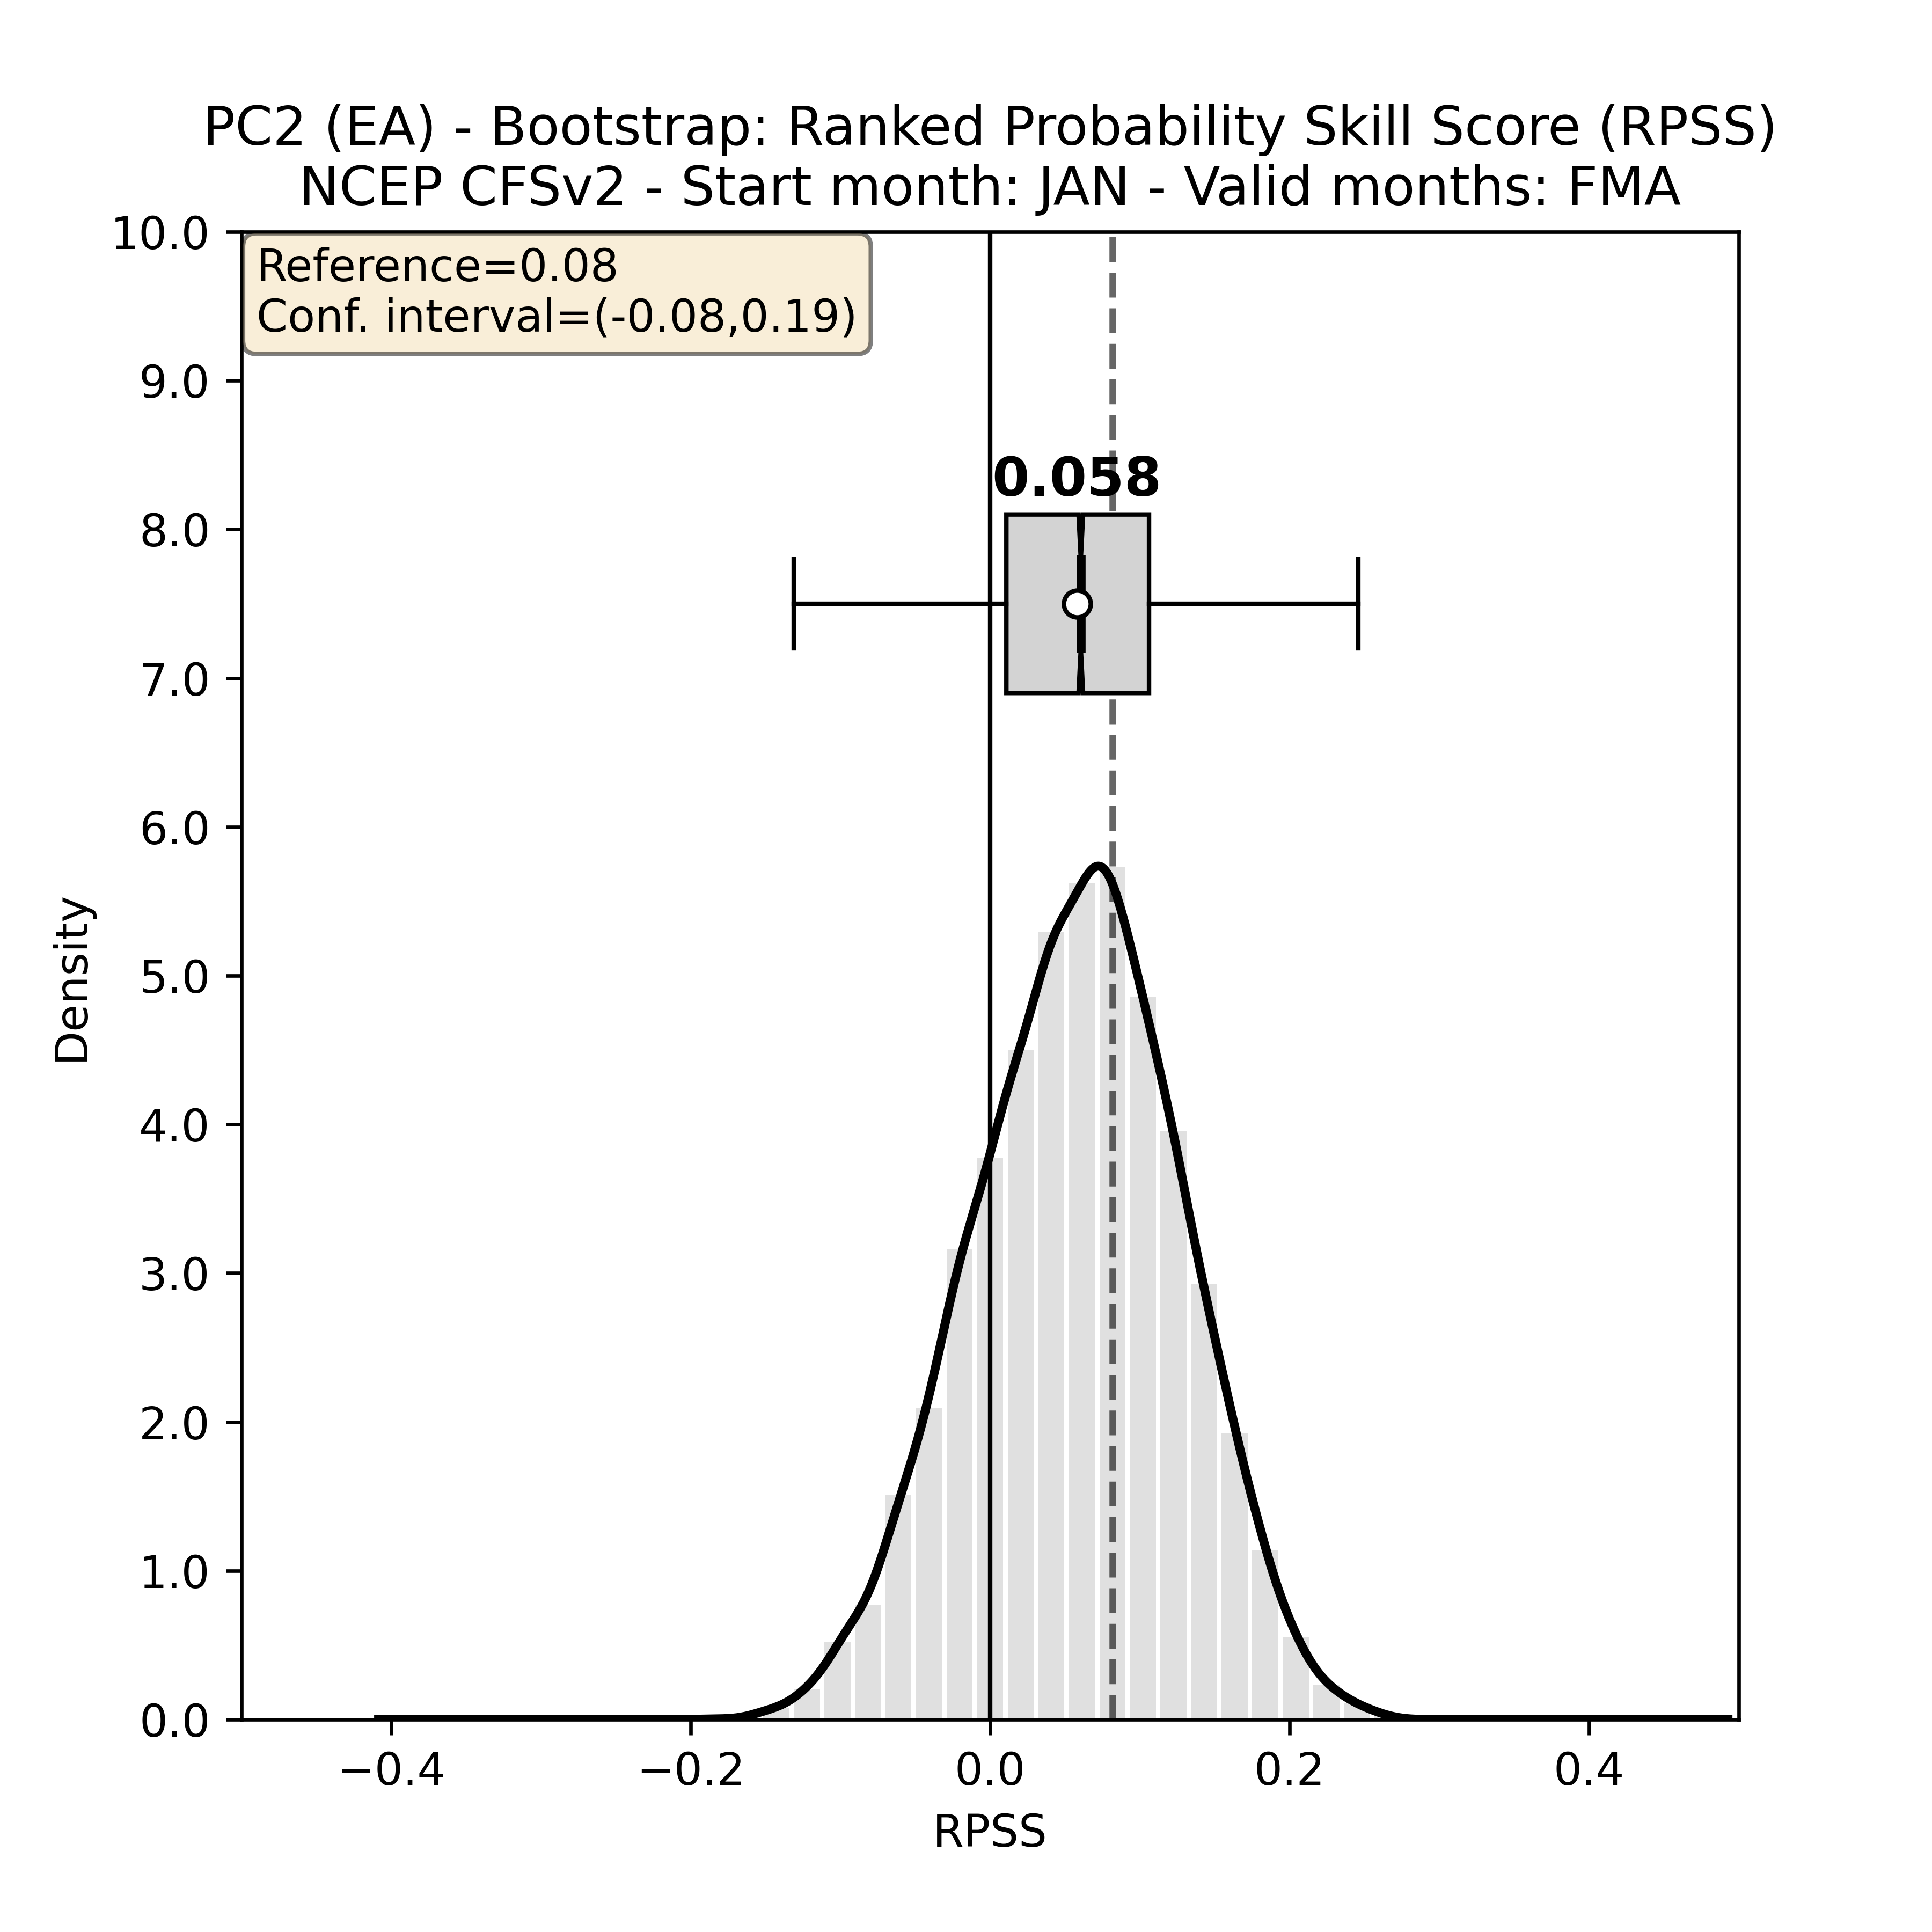 PC2 (EA) - Bootstrap: Ranked Probability Skill Score (RPSS)
NCEP CFSv2 - Start month: JAN - Valid months: FMA
10.0
Reference=0.08
Conf. interval=(-0.08,0.19)
9.0
0.058
8.0
7.0
6.0
5.0
4.0
3.0
2.0
1.0
0.0
Density
−0.4
−0.2
0.0
0.2
0.4
RPSS